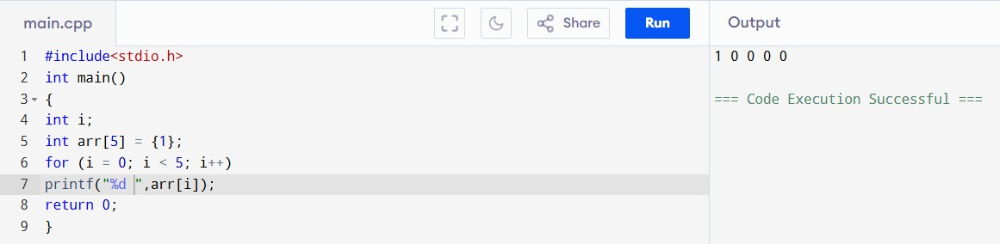 main.cpp Share Run Output
1 #include<stdio.h>
2 int main()
3 {
4 int i;
5 int arr[5] = {1};
6 for (i = 0; i < 5; i++)
7 printf("%d ",arr[i]);
8 return 0;
9 }
1 0 0 0 0
=== Code Execution Successful ===